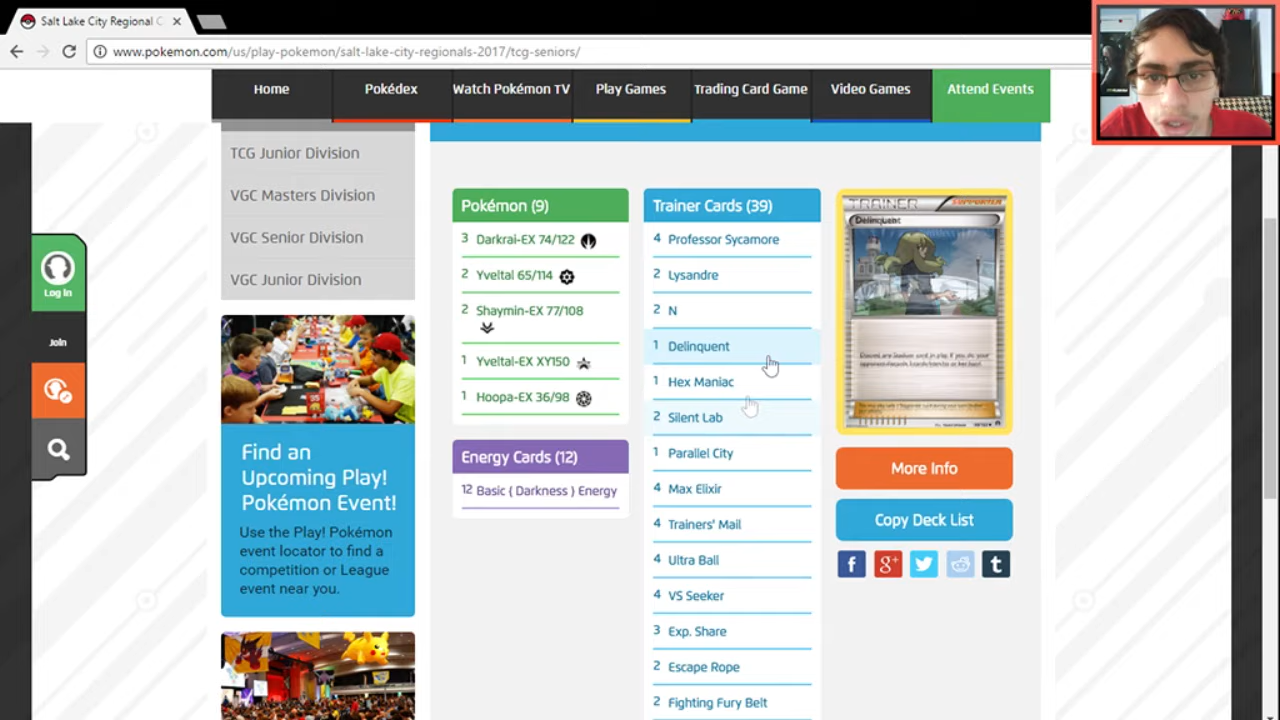 Salt Lake City Regional C
www.pokemon.com/us/play-pokemon/salt-lake-city-regionals-2017/tcg-seniors/
Home
Pokédex
Watch Pokémon TV
Play Games
Trading Card Game
Video Games
Attend Events
Log In
Join
TCG Junior Division
VGC Masters Division
VGC Senior Division
VGC Junior Division
Find an
Upcoming Play!
Pokémon Event!
Use the Play! Pokémon
event locator to find a
competition or League
event near you.
Pokémon (9)
3 Darkrai-EX 74/122
2 Yveltal 65/114
2 Shaymin-EX 77/108
1 Yveltal-EX XY150
1 Hoopa-EX 36/98
Energy Cards (12)
12 Basic ( Darkness ) Energy
Trainer Cards (39)
4 Professor Sycamore
2 Lysandre
2 N
1 Delinquent
1 Hex Maniac
2 Silent Lab
1 Parallel City
4 Max Elixir
4 Trainers' Mail
4 Ultra Ball
4 VS Seeker
3 Exp. Share
2 Escape Rope
2 Fighting Fury Belt
TRAINER
SUPPORTER
Delinquent
More Info
Copy Deck List
f
g+
t